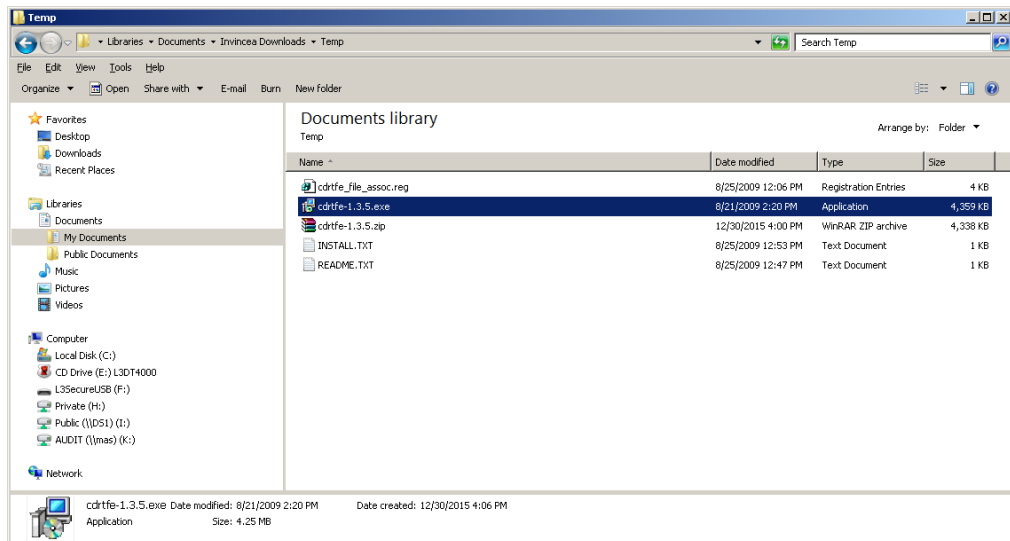 Temp
Libraries Documents Invincea Downloads Temp Search Temp
File Edit View Tools Help
Organize Open Share with E-mail Burn New folder
Favorites
Desktop
Downloads
Recent Places
Libraries
Documents
My Documents
Public Documents
Music
Pictures
Videos
Computer
Local Disk (C:)
CD Drive (E:) L3DT4000
L3SecureUSB (F:)
Private (H:)
Public (\\DS1) (I:)
AUDIT (\\mas) (K:)
Network
Documents library
Temp
Arrange by: Folder
Name Date modified Type Size
cdrtfe_file_assoc.reg 8/25/2009 12:06 PM Registration Entries 4 KB
cdrtfe-1.3.5.exe 8/21/2009 2:20 PM Application 4,359 KB
cdrtfe-1.3.5.zip 12/30/2015 4:00 PM WinRAR ZIP archive 4,338 KB
INSTALL.TXT 8/25/2009 12:53 PM Text Document 1 KB
README.TXT 8/25/2009 12:47 PM Text Document 1 KB
cdrtfe-1.3.5.exe Date modified: 8/21/2009 2:20 PM Date created: 12/30/2015 4:06 PM
Application Size: 4.25 MB